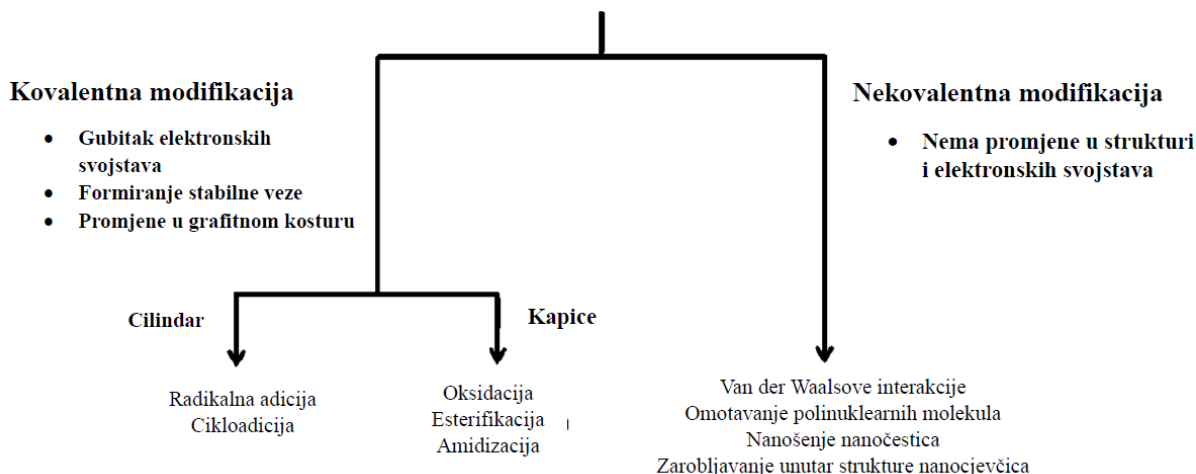 Kovalentna modifikacija
• Gubitak elektronskih
svojstava
• Formiranje stabilne veze
• Promjene u grafitnom kosturu
Nekovalentna modifikacija
• Nema promjene u strukturi
i elektronskih svojstava
Cilindar
Kapice
Radikalna adicija
Cikloadicija
Oksidacija
Esterifikacija
Amidizacija
Van der Waalsove interakcije
Omotavanje polinuklearnih molekula
Nanošenje nanočestica
Zarobljavanje unutar strukture nanocjevčica